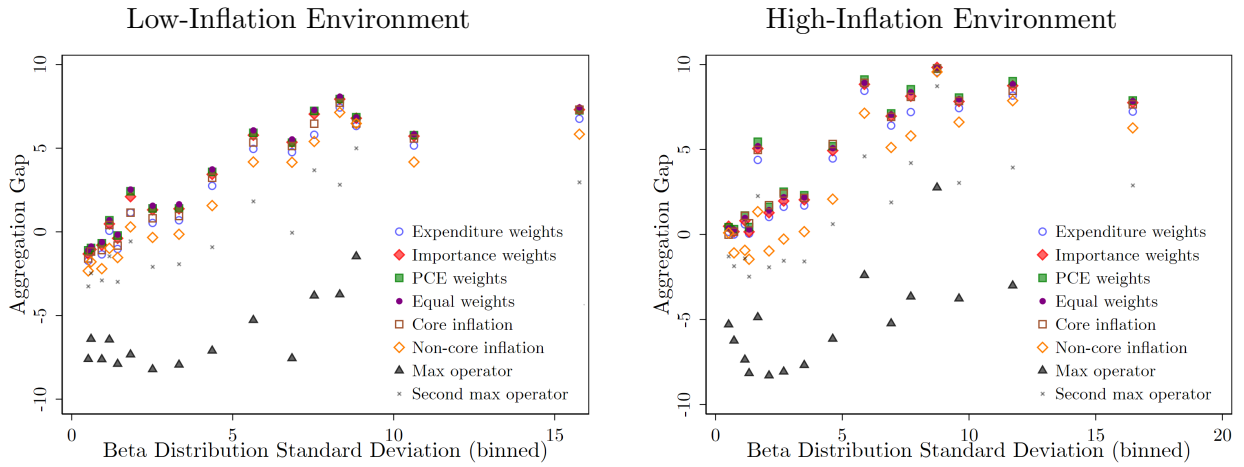 Low-Inflation Environment
Aggregation Gap
10
5
0
-5
-10
Expenditure weights
Importance weights
PCE weights
Equal weights
Core inflation
Non-core inflation
Max operator
Second max operator
0 5 10 15
Beta Distribution Standard Deviation (binned)
High-Inflation Environment
Aggregation Gap
10
5
0
-5
-10
Expenditure weights
Importance weights
PCE weights
Equal weights
Core inflation
Non-core inflation
Max operator
Second max operator
0 5 10 15 20
Beta Distribution Standard Deviation (binned)